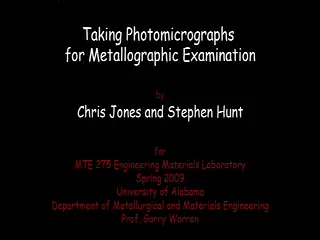 Taking Photomicrographs
for Metallographic Examination
by
Chris Jones and Stephen Hunt
for
MTE 275 Engineering Materials Laboratory
Spring 2009
University of Alabama
Department of Metallurgical and Materials Engineering
Prof. Garry Warren